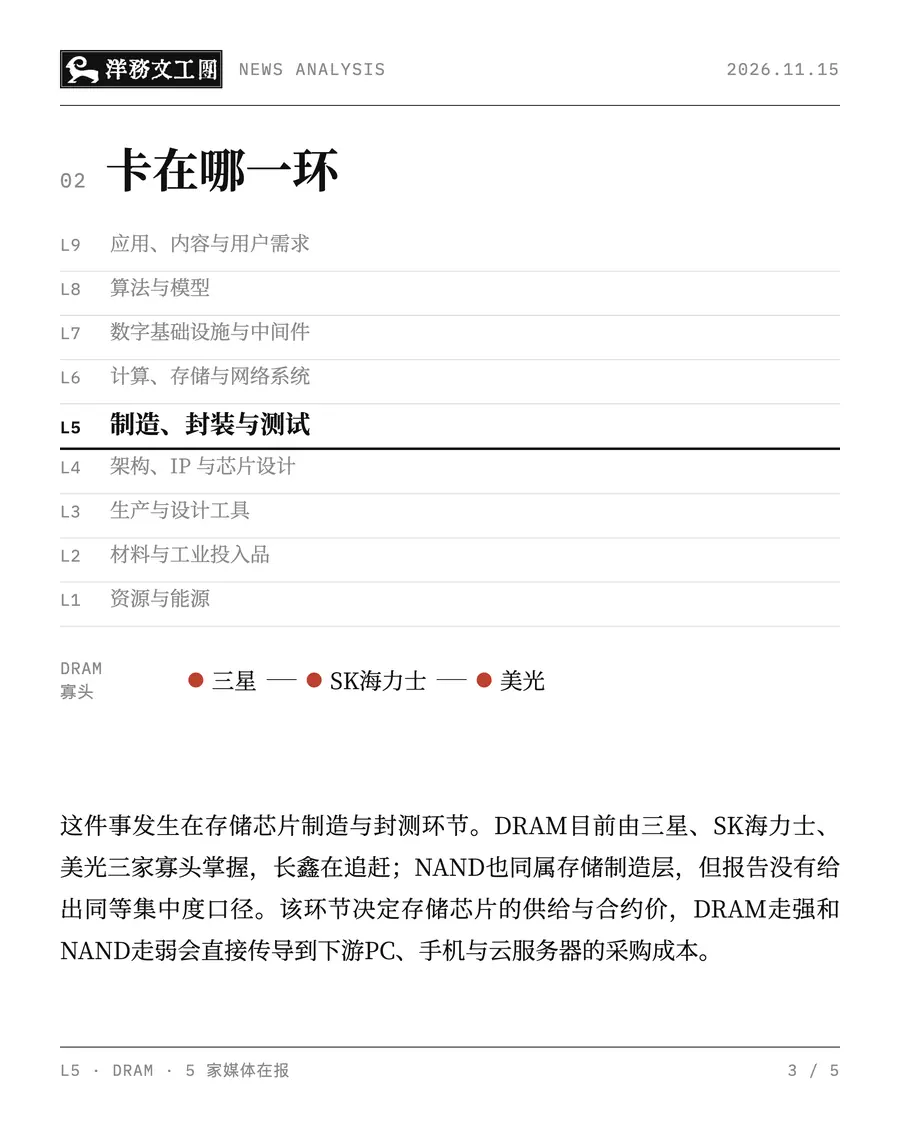 洋務文工團 NEWS ANALYSIS 2026.11.15
02 卡在哪一环
L9 应用、内容与用户需求
L8 算法与模型
L7 数字基础设施与中间件
L6 计算、存储与网络系统
L5 制造、封装与测试
L4 架构、IP 与芯片设计
L3 生产与设计工具
L2 材料与工业投入品
L1 资源与能源
DRAM
寡头
三星 — SK海力士 — 美光
这件事发生在存储芯片制造与封测环节。DRAM目前由三星、SK海力士、
美光三家寡头掌握，长鑫在追赶；NAND也同属存储制造层，但报告没有给
出同等集中度口径。该环节决定存储芯片的供给与合约价，DRAM走强和
NAND走弱会直接传导到下游PC、手机与云服务器的采购成本。
L5 · DRAM · 5 家媒体在报 3 / 5